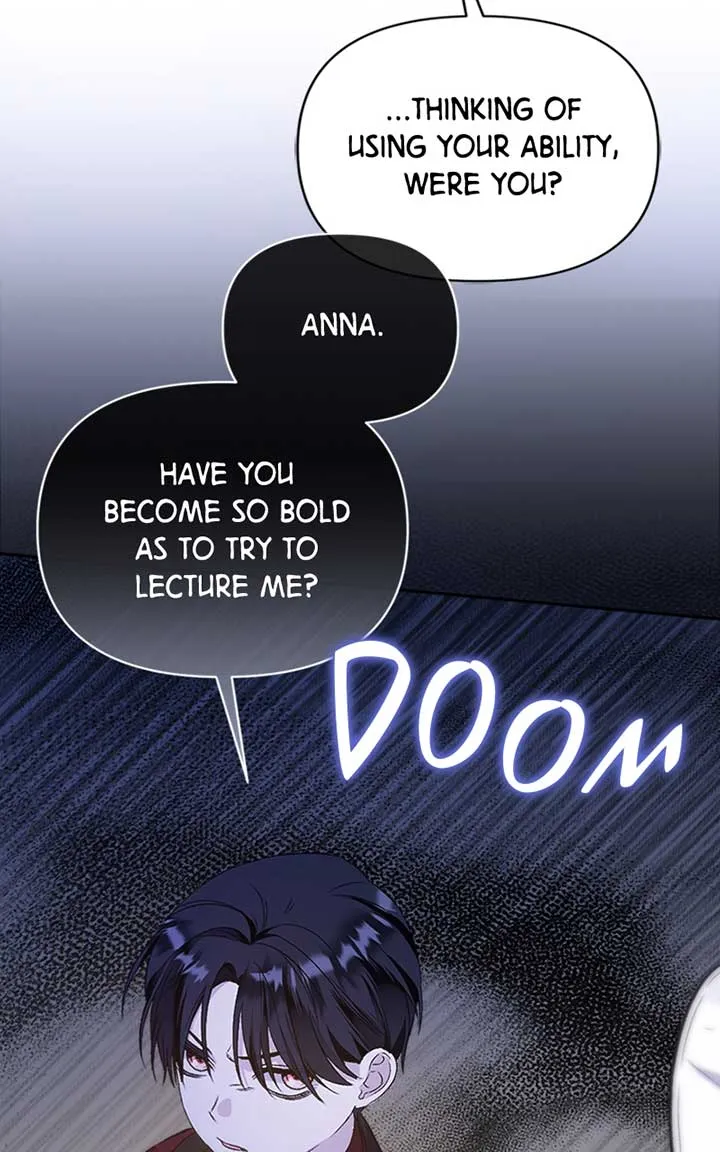 ...THINKING OF
USING YOUR ABILITY,
WERE YOU?
ANNA.
HAVE YOU
BECOME SO BOLD
AS TO TRY TO
LECTURE ME?
DOOM